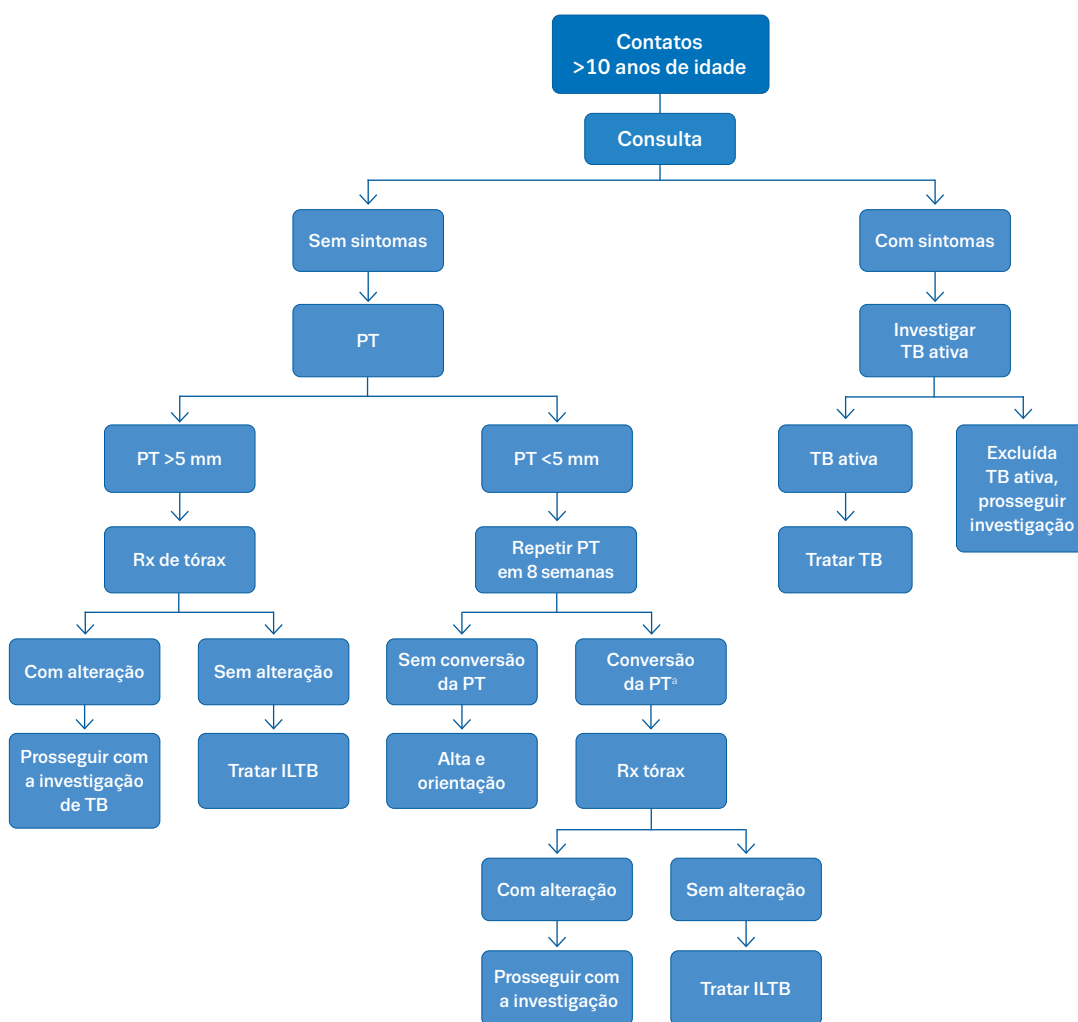 Contatos
>10 anos de idade
Consulta
Sem sintomas
Com sintomas
PT
Investigar
TB ativa
PT >5 mm
PT <5 mm
TB ativa
Excluída
TB ativa,
prosseguir
investigação
Rx de tórax
Repetir PT
em 8 semanas
Tratar TB
Com alteração
Sem alteração
Sem conversão
da PT
Conversão
da PTª
Prosseguir com
a investigação
de TB
Tratar ILTB
Alta e
orientação
Rx tórax
Com alteração
Sem alteração
Prosseguir com
a investigação
Tratar ILTB